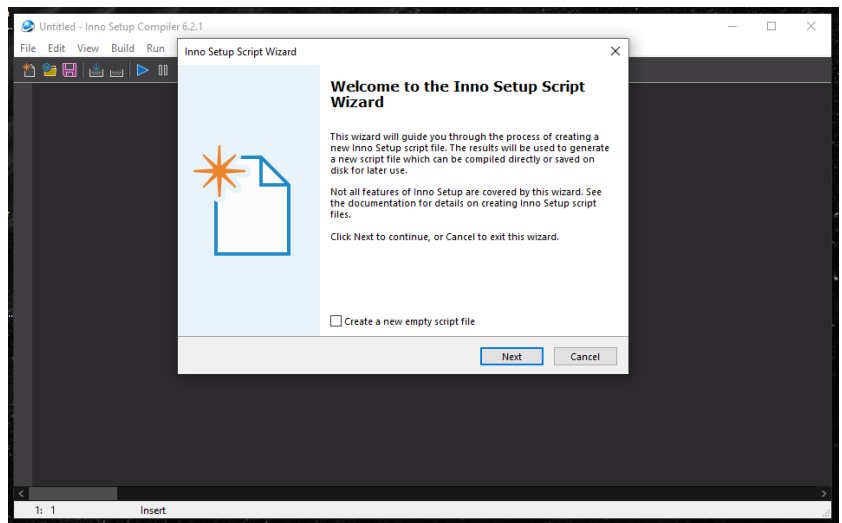 Untitled - Inno Setup Compiler 6.2.1
File Edit View Build Run
Inno Setup Script Wizard
Welcome to the Inno Setup Script
Wizard
This wizard will guide you through the process of creating a
new Inno Setup script file. The results will be used to generate
a new script file which can be compiled directly or saved on
disk for later use.
Not all features of Inno Setup are covered by this wizard. See
the documentation for details on creating Inno Setup script
files.
Click Next to continue, or Cancel to exit this wizard.
Create a new empty script file
Next Cancel
1: 1 Insert